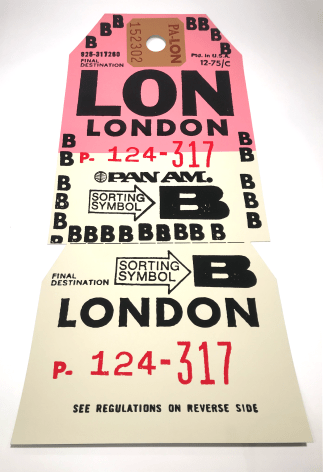 B B B B B B
PA-LON
152302
B B
B B
028-317260
FINAL
DESTINATION
Ptd. in U.S.A.
12-75/C
LON
LONDON
B B
P- 124-317
B B
PAN AM.
SORTING
SYMBOL
B
B B
B B
B B B B B B B B B B B
FINAL
DESTINATION
SORTING
SYMBOL
B
LONDON
P- 124-317
SEE REGULATIONS ON REVERSE SIDE